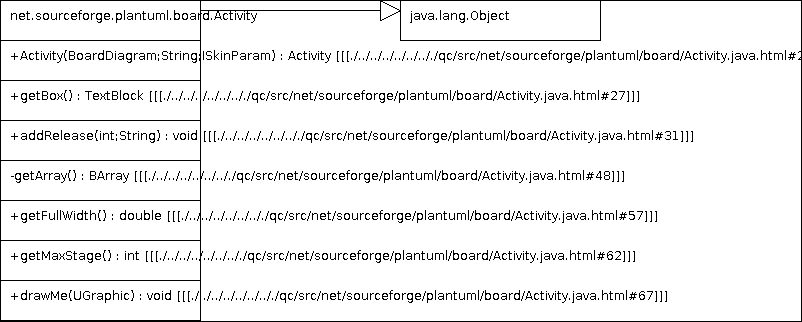 net.sourceforge.plantuml.board.Activity
java.lang.Object
+Activity(BoardDiagram;String;ISkinParam) : Activity [[[./../../../../../../../qc/src/net/sourceforge/plantuml/board/Activity.java.html#2
+getBox() : TextBlock [[[./../../../../../../../qc/src/net/sourceforge/plantuml/board/Activity.java.html#27]]]
+addRelease(int;String) : void [[[./../../../../../../../qc/src/net/sourceforge/plantuml/board/Activity.java.html#31]]]
-getArray() : BArray [[[./../../../../../../../qc/src/net/sourceforge/plantuml/board/Activity.java.html#48]]]
+getFullWidth() : double [[[./../../../../../../../qc/src/net/sourceforge/plantuml/board/Activity.java.html#57]]]
+getMaxStage() : int [[[./../../../../../../../qc/src/net/sourceforge/plantuml/board/Activity.java.html#62]]]
+drawMe(UGraphic) : void [[[./../../../../../../../qc/src/net/sourceforge/plantuml/board/Activity.java.html#67]]]